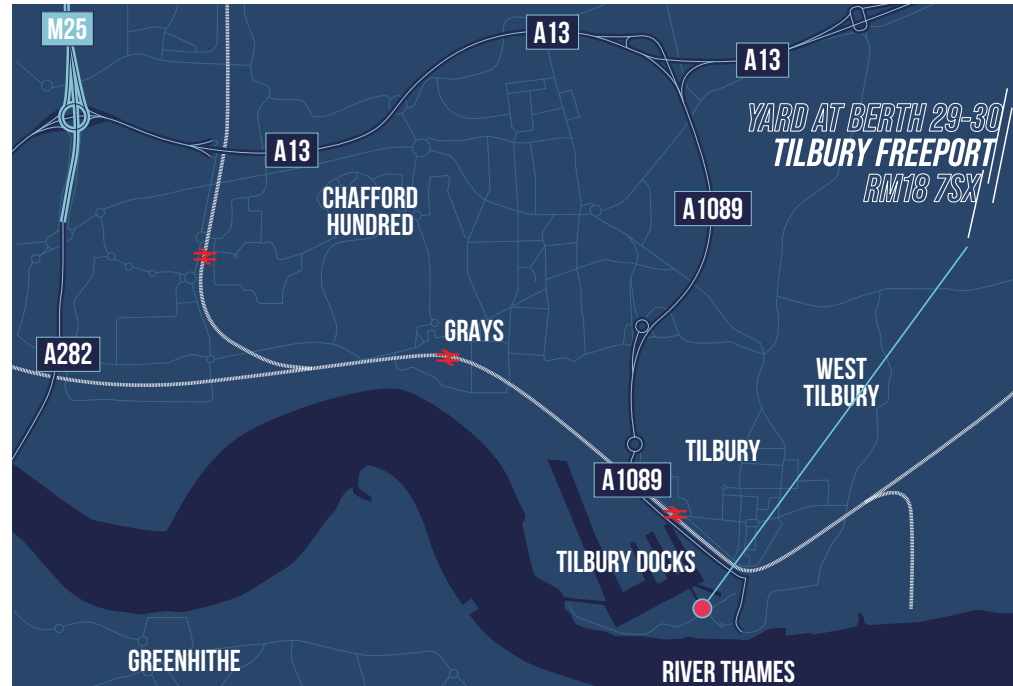 M25
A13
A13
YARD AT BERTH 29-30
TILBURY FREEPORT
RM18 7SX
A13
CHAFFORD
HUNDRED
A1089
GRAYS
A282
WEST
TILBURY
TILBURY
A1089
TILBURY DOCKS
GREENHITHE
RIVER THAMES